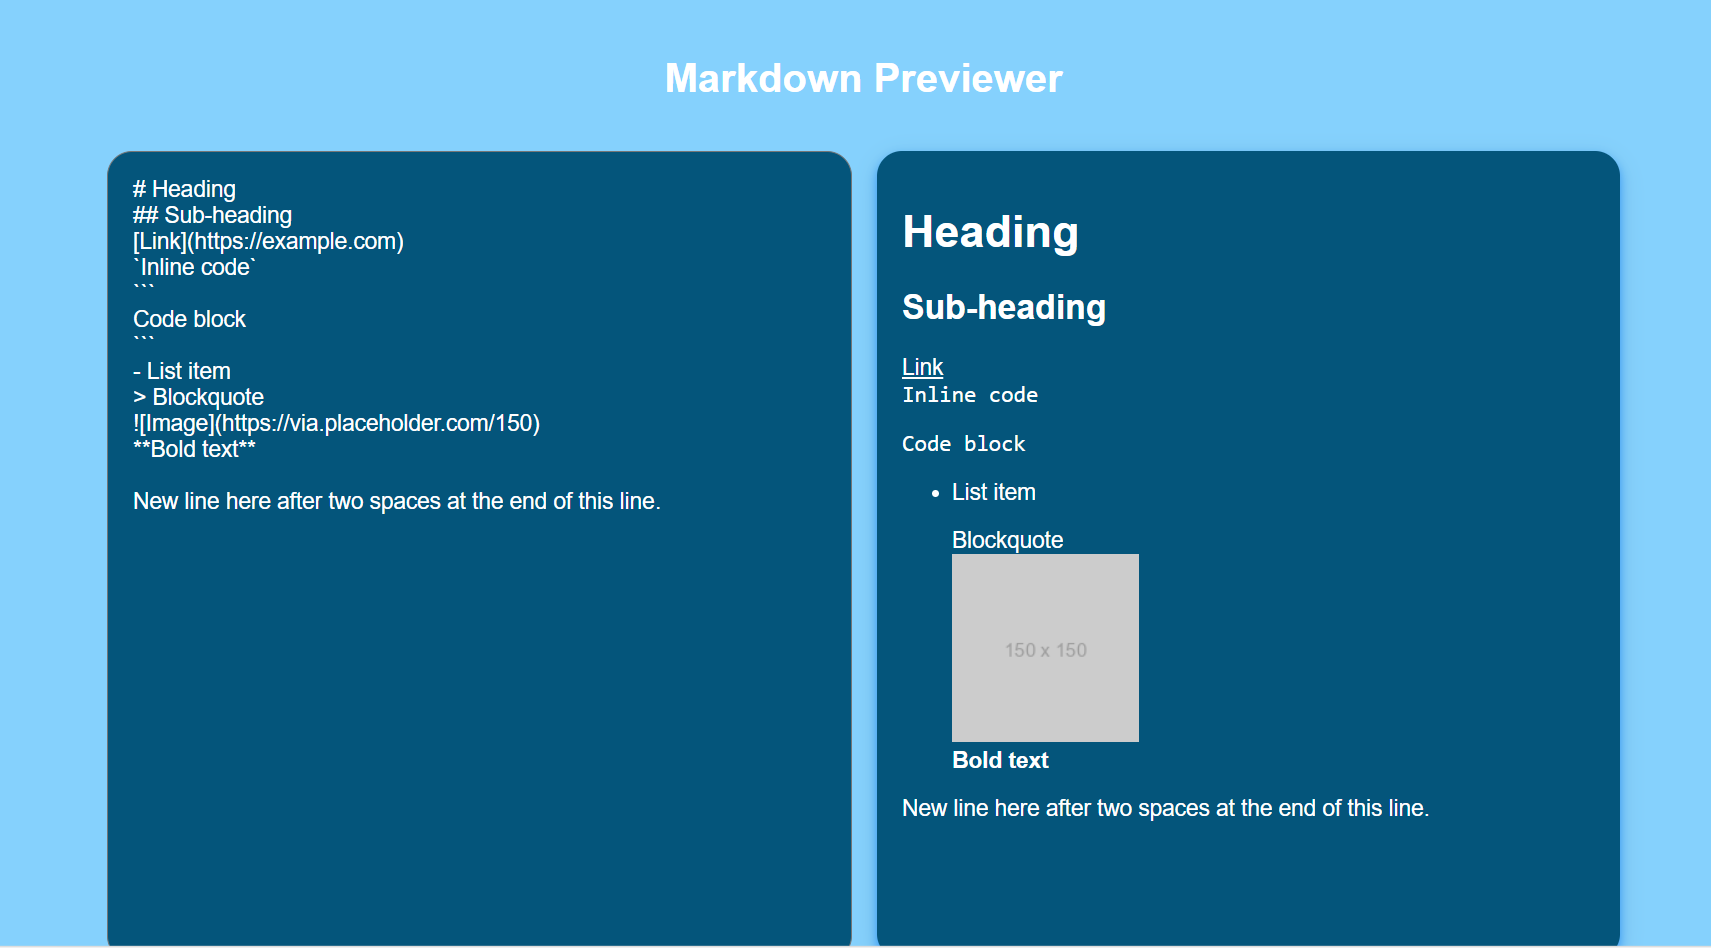 Markdown Previewer
# Heading
## Sub-heading
[Link](https://example.com)
`Inline code`
```
Code block
```
- List item
> Blockquote
![Image](https://via.placeholder.com/150)
**Bold text**
New line here after two spaces at the end of this line.
Heading
Sub-heading
Link
Inline code
Code block
• List item
Blockquote
150 x 150
Bold text
New line here after two spaces at the end of this line.